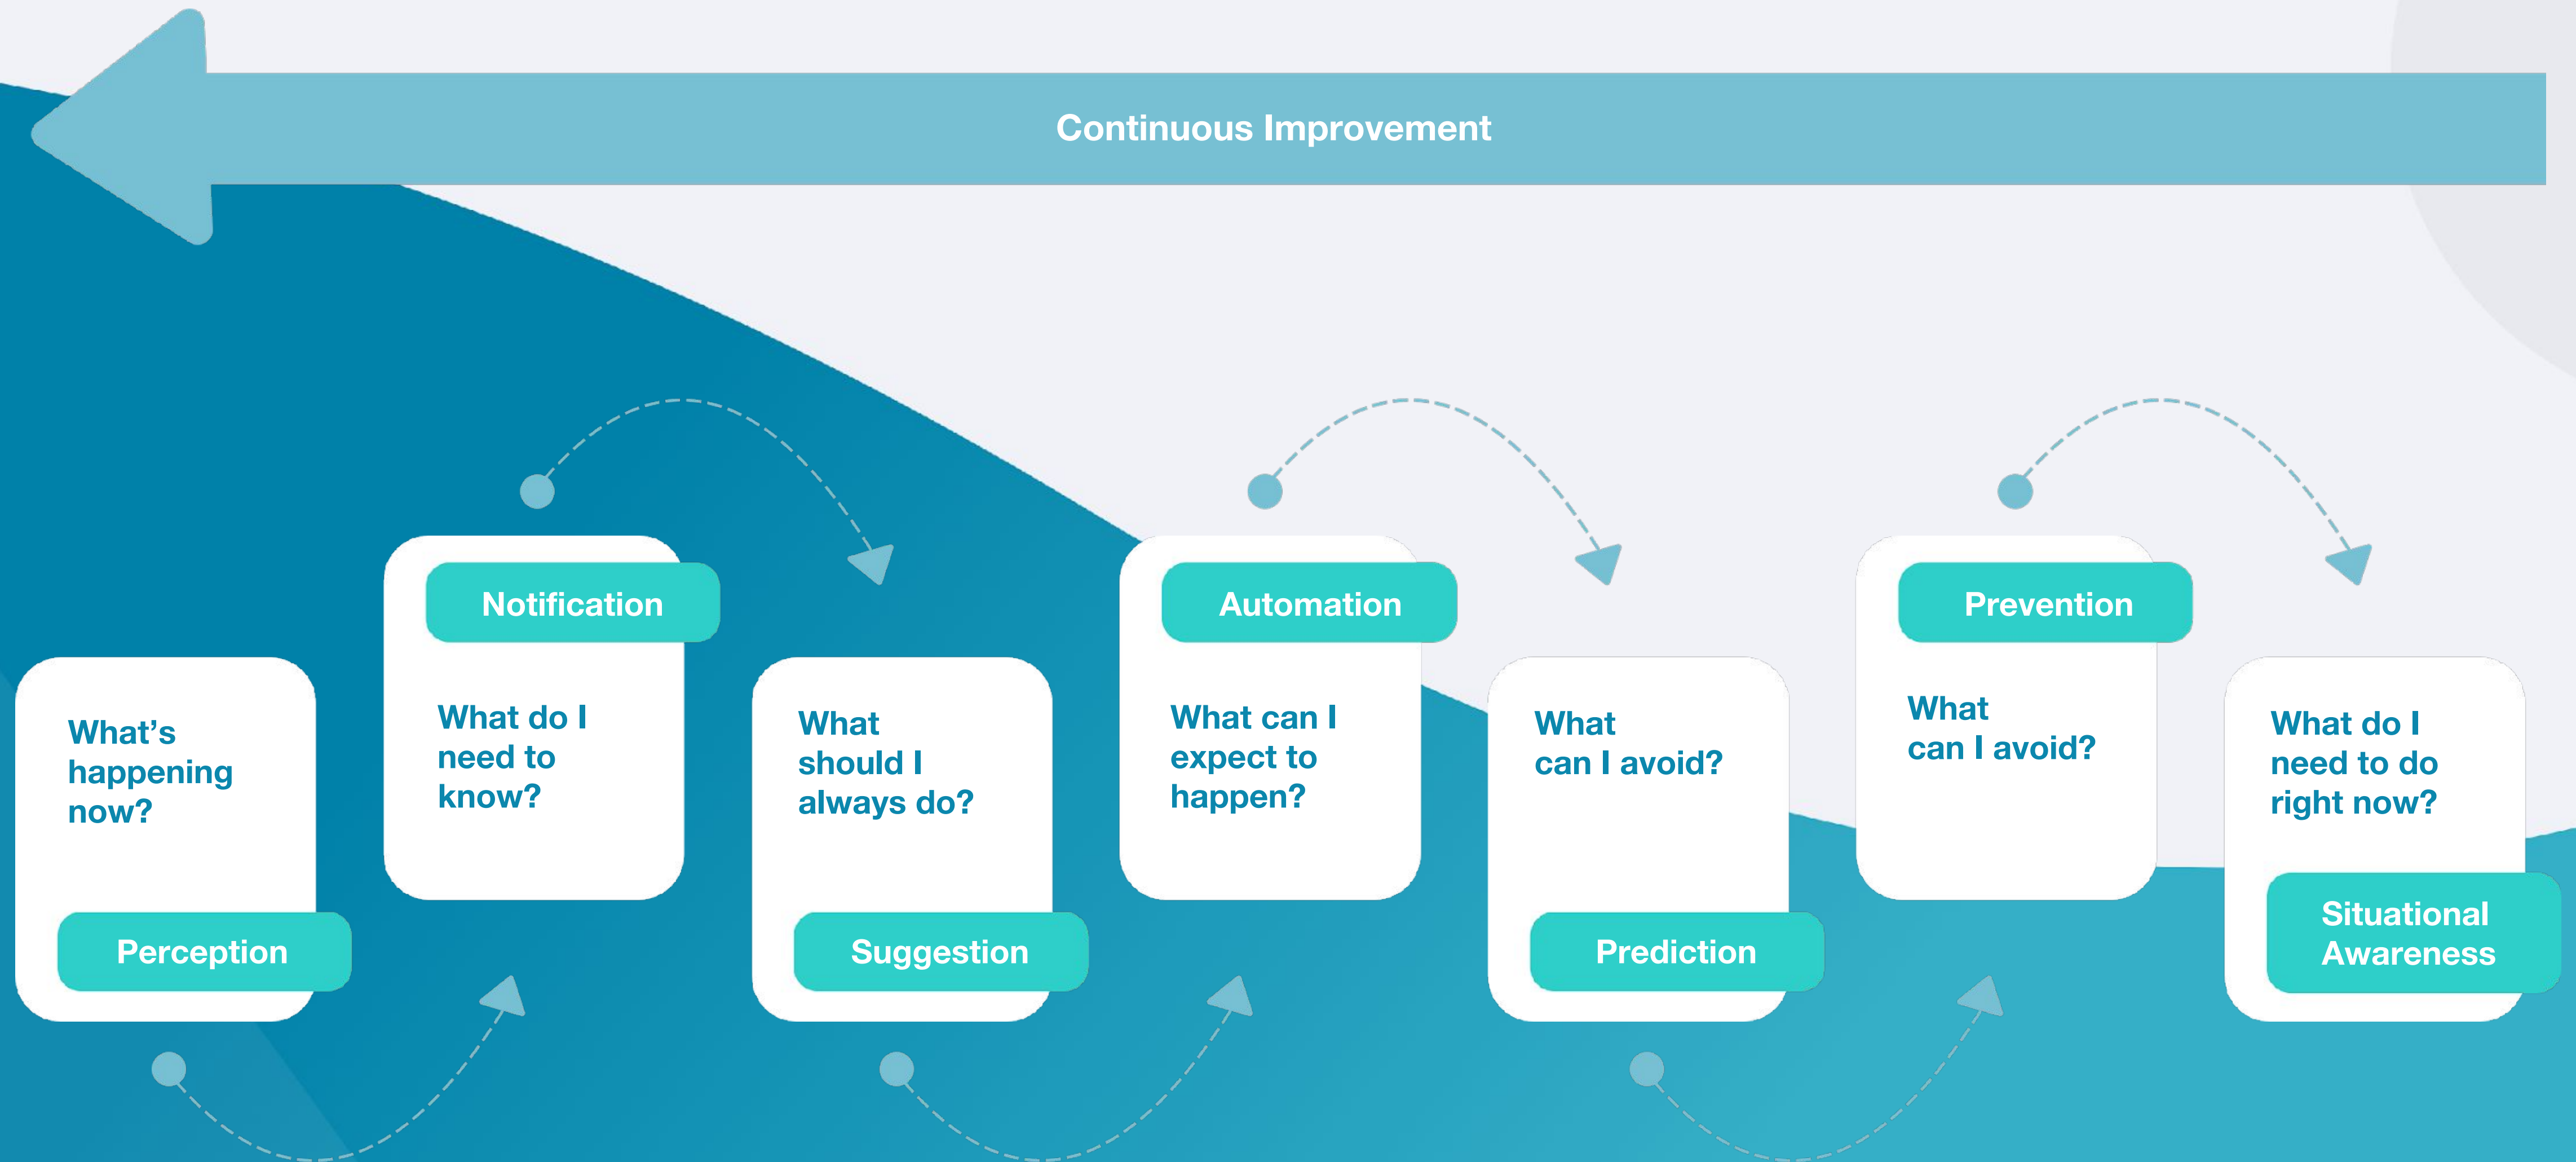 Continuous Improvement
What's
happening
now?
Perception
Notification
What do I
need to
know?
What
should I
always do?
Suggestion
Automation
What can I
expect to
happen?
What
can I avoid?
Prediction
Prevention
What
can I avoid?
What do I
need to do
right now?
Situational
Awareness